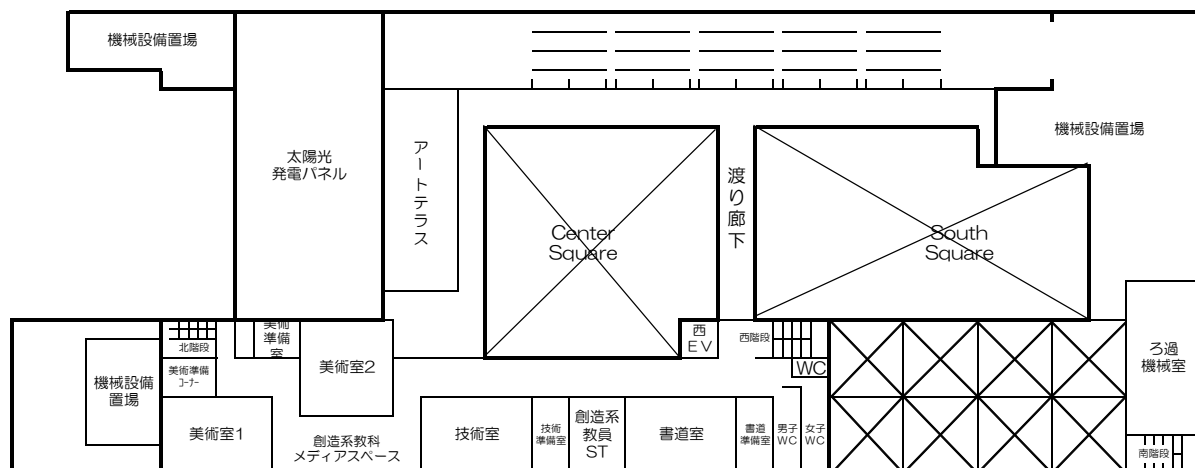 機械設備置場
太陽光
発電パネル
アートテラス
Center
Square
渡り廊下
South
Square
機械設備置場
機械設備
置場
北階段
美術準備
コーナー
美術
準備
室
美術室2
西
EV
西階段
WC
ろ過
機械室
美術室1
創造系教科
メディアスペース
技術室
技術
準備室
創造系
教員
ST
書道室
書道
準備室
男子
WC
女子
WC
南階段